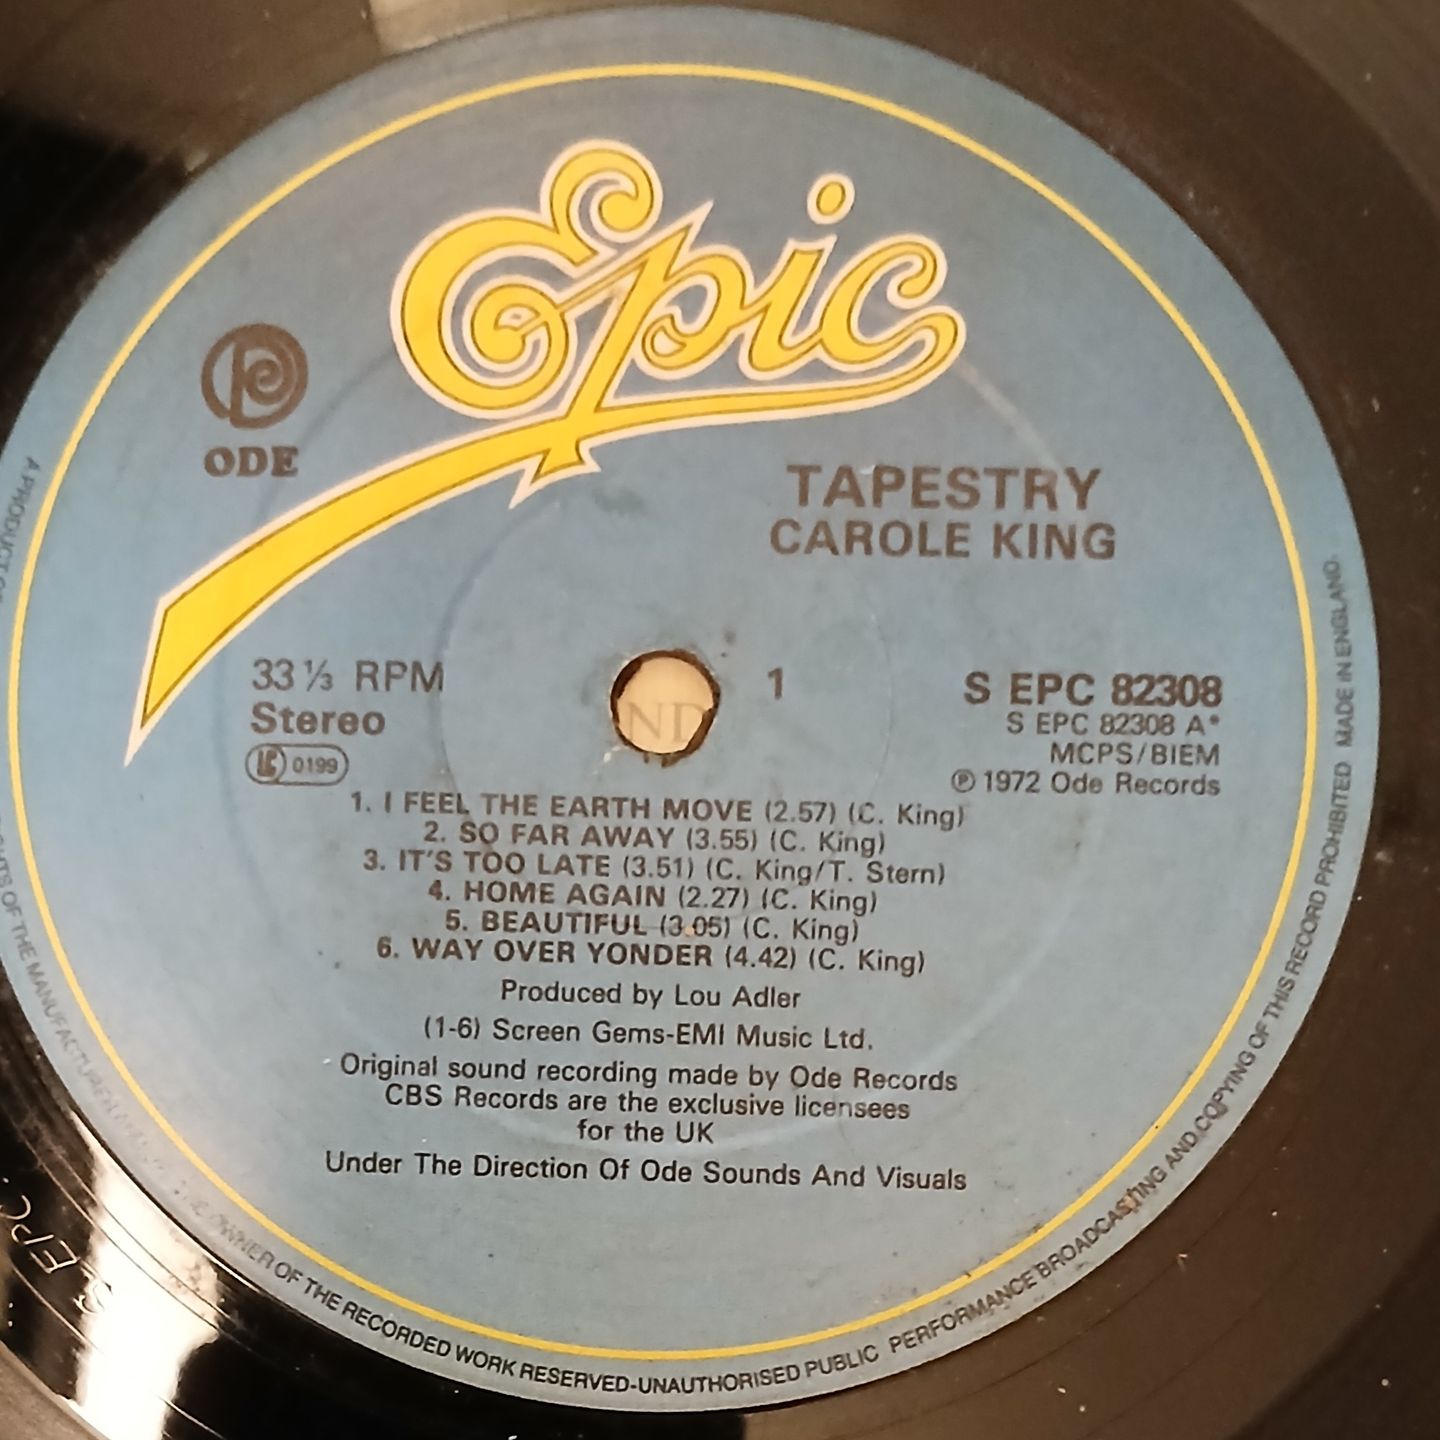 Epic
ODE
TAPESTRY
CAROLE KING
33 1/3 RPM
Stereo
LC 0199
1
S EPC 82308
S EPC 82308 A*
MCPS/BIEM
℗ 1972 Ode Records
1. I FEEL THE EARTH MOVE (2.57) (C. King)
2. SO FAR AWAY (3.55) (C. King)
3. IT'S TOO LATE (3.51) (C. King/T. Stern)
4. HOME AGAIN (2.27) (C. King)
5. BEAUTIFUL (3.05) (C. King)
6. WAY OVER YONDER (4.42) (C. King)
Produced by Lou Adler
(1-6) Screen Gems-EMI Music Ltd.
Original sound recording made by Ode Records
CBS Records are the exclusive licensees
for the UK
Under The Direction Of Ode Sounds And Visuals
A PRODUCT OF THE MANUFACTURER OWNER OF THE RECORDED WORK RESERVED-UNAUTHORISED PUBLIC PERFORMANCE BROADCASTING AND COPYING OF THIS RECORD PROHIBITED MADE IN ENGLAND.
S EPC
ND